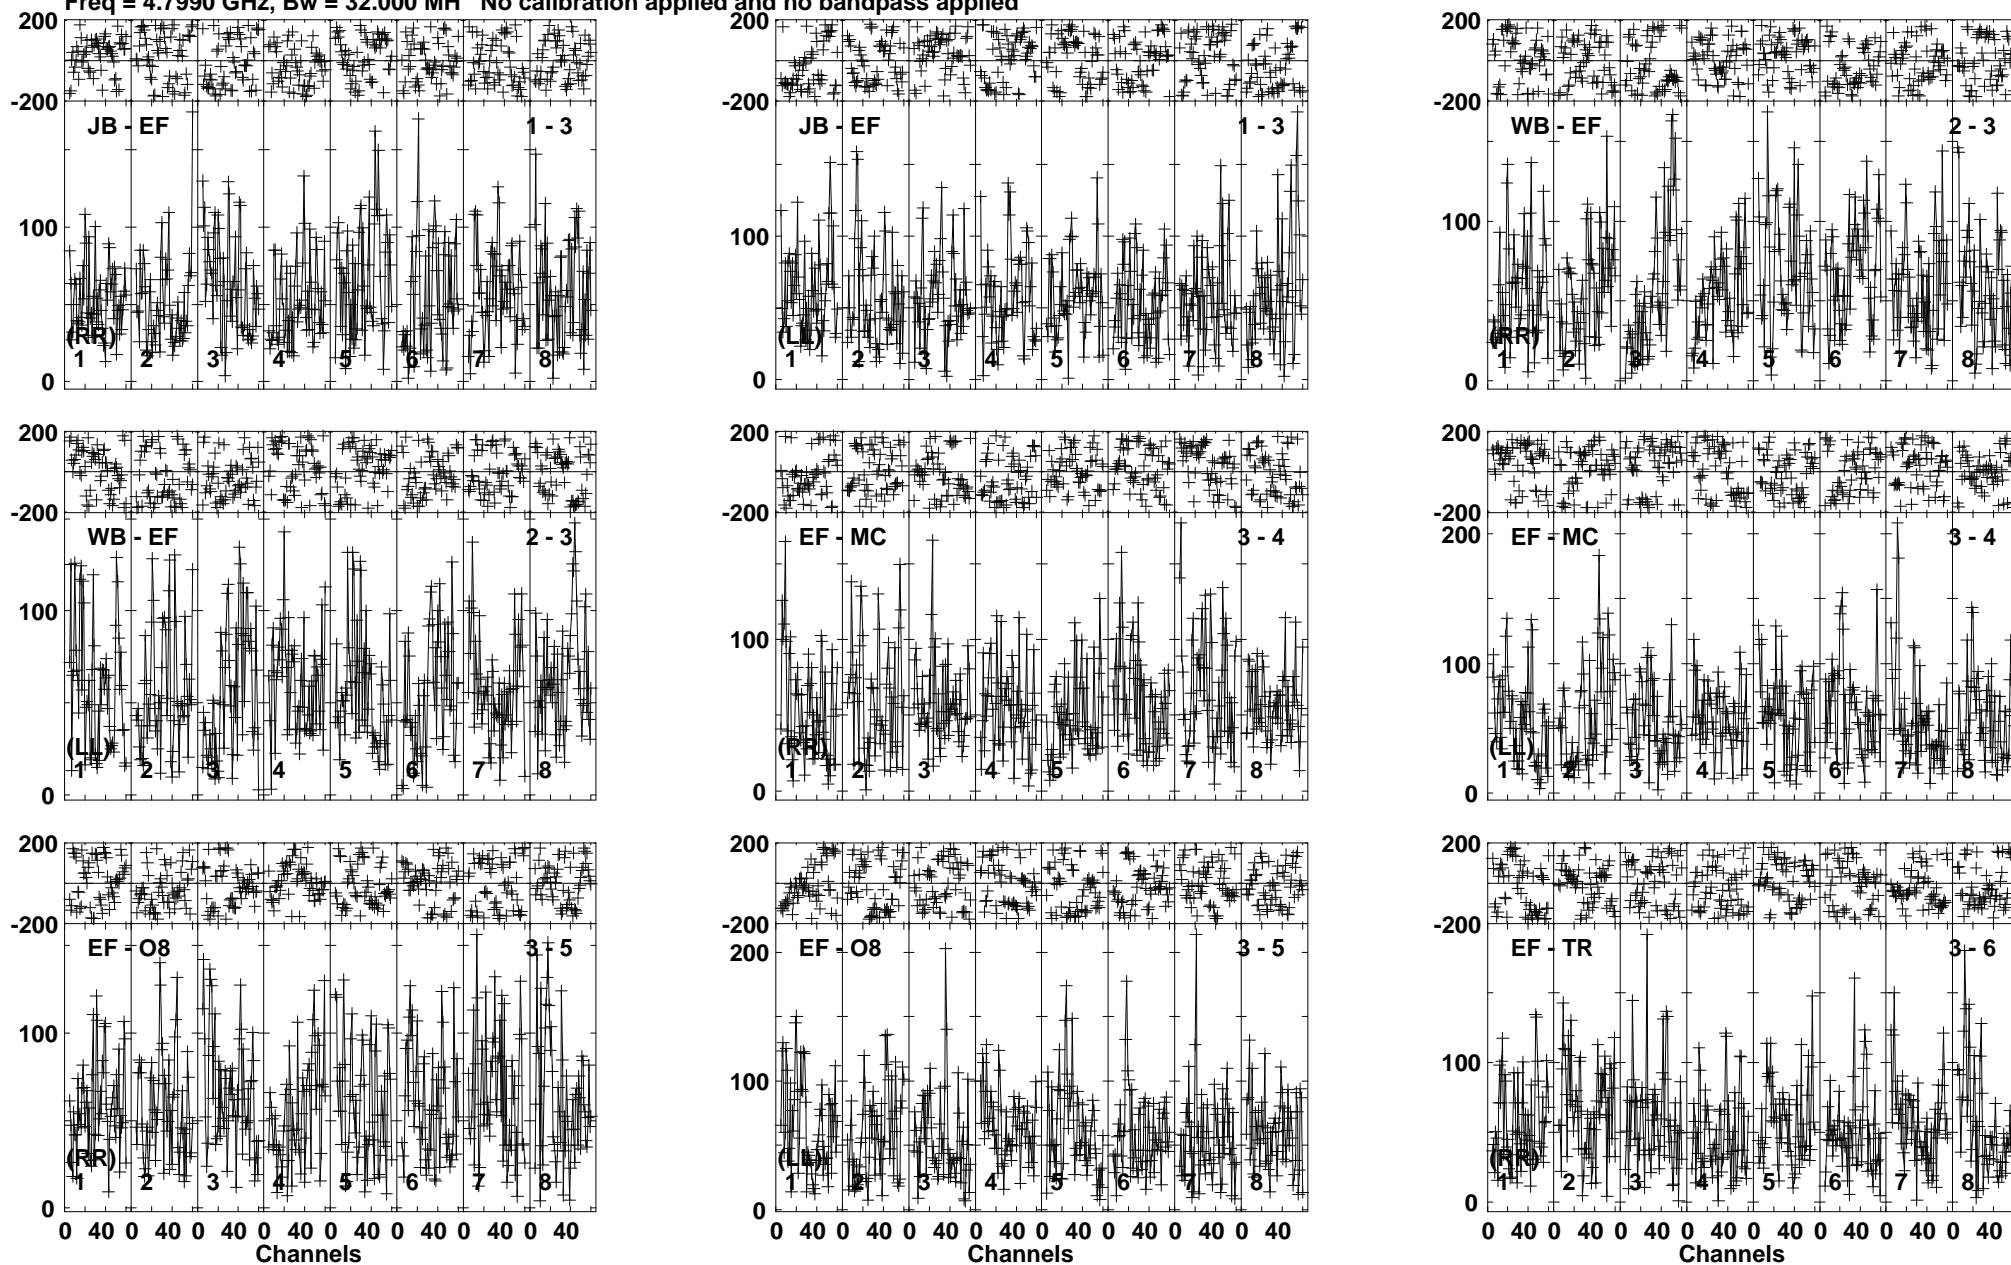 Freq = 4.7990 GHz, Bw = 32.000 MH No calibration applied and no bandpass applied
200
-200
JB - EF 1 - 3
100
(RR)
1 2 3 4 5 6 7 8
0
200
-200
JB - EF 1 - 3
100
(LL)
1 2 3 4 5 6 7 8
0
200
-200
WB - EF 2 - 3
100
(RR)
1 2 3 4 5 6 7 8
0
200
-200
WB - EF 2 - 3
100
(LL)
1 2 3 4 5 6 7 8
0
200
-200
EF - MC 3 - 4
100
(RR)
1 2 3 4 5 6 7 8
0
200
-200
200
EF - MC 3 - 4
100
(LL)
1 2 3 4 5 6 7 8
0
200
-200
EF - O8 3 - 5
100
(RR)
1 2 3 4 5 6 7 8
0
0 40 0 40 0 40 0 40 0 40 0 40 0 40 0 40
Channels
200
-200
200
EF - O8 3 - 5
100
(LL)
1 2 3 4 5 6 7 8
0
0 40 0 40 0 40 0 40 0 40 0 40 0 40 0 40
Channels
200
-200
EF - TR 3 - 6
100
(RR)
1 2 3 4 5 6 7 8
0
0 40 0 40 0 40 0 40 0 40 0 40 0 40 0 40
Channels